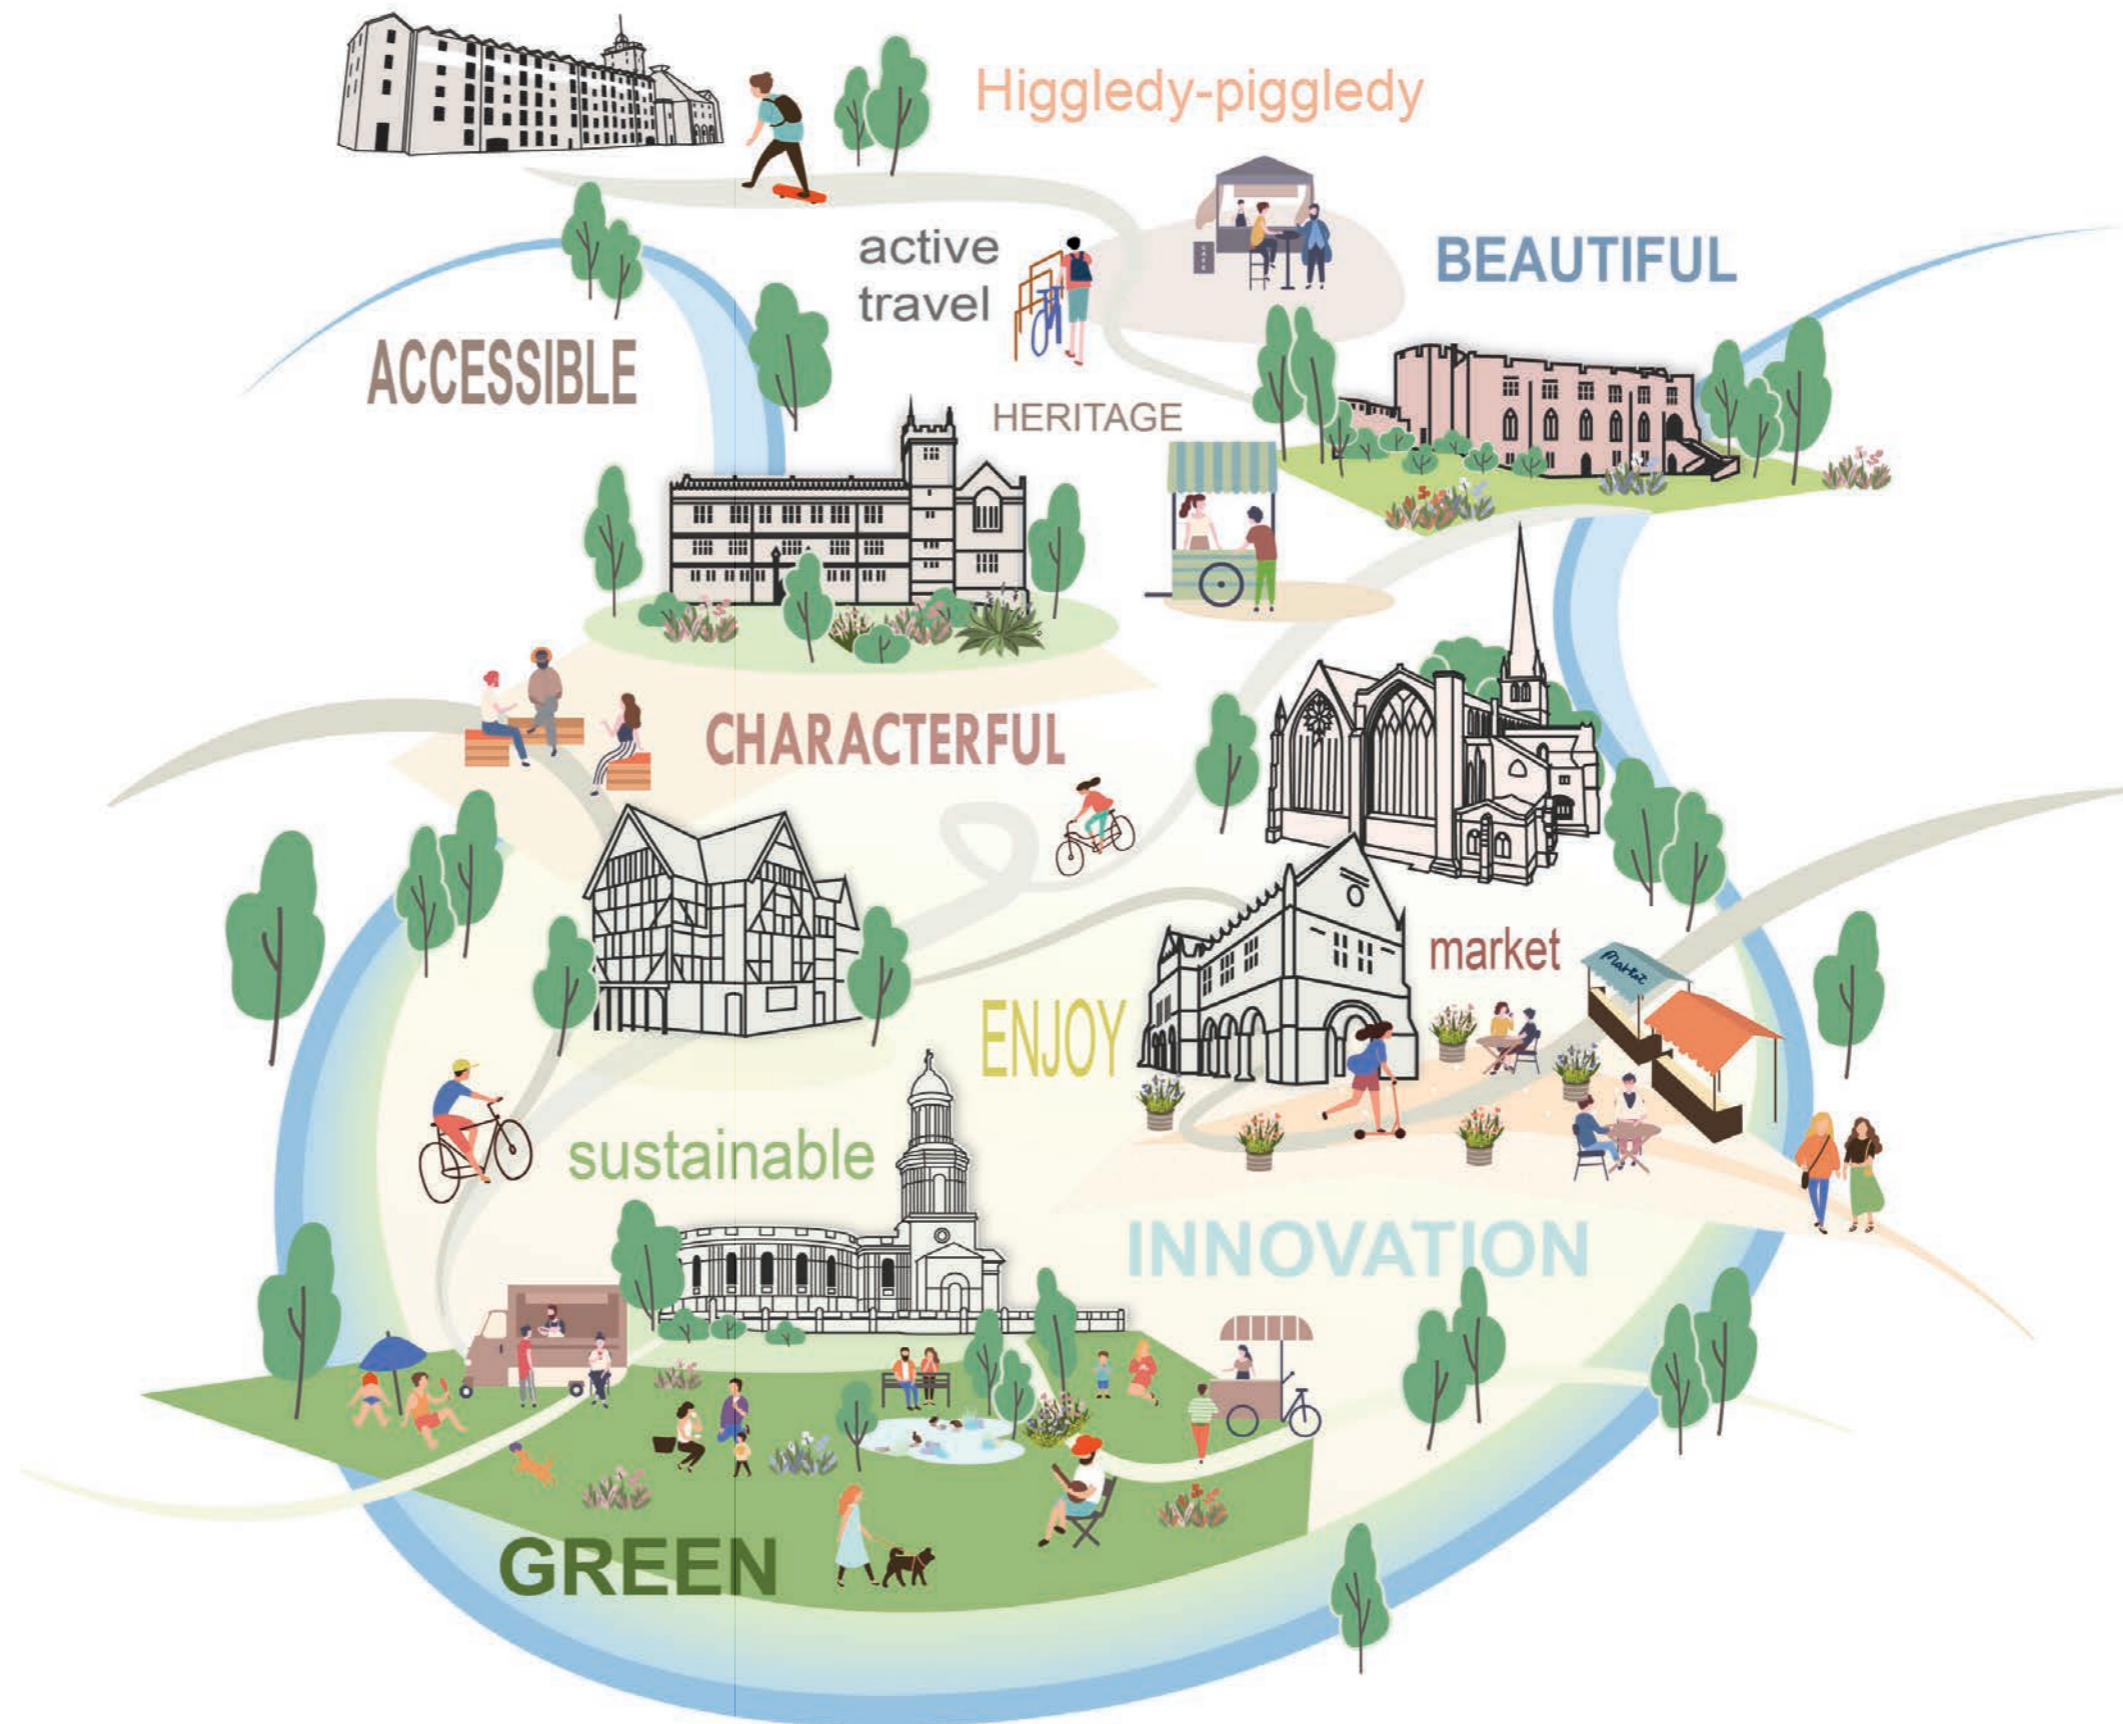 Higgledy-piggledy
active
travel
BEAUTIFUL
ACCESSIBLE
HERITAGE
CHARACTERFUL
market
Market
ENJOY
sustainable
INNOVATION
GREEN